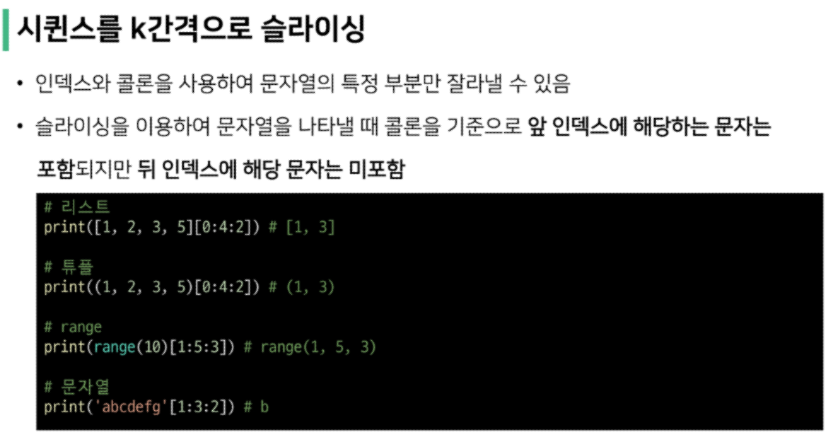 시퀀스를 k간격으로 슬라이싱
• 인덱스와 콜론을 사용하여 문자열의 특정 부분만 잘라낼 수 있음
• 슬라이싱을 이용하여 문자열을 나타낼 때 콜론을 기준으로 앞 인덱스에 해당하는 문자는
포함되지만 뒤 인덱스에 해당 문자는 미포함
# 리스트
print([1, 2, 3, 5][0:4:2]) # [1, 3]
# 튜플
print((1, 2, 3, 5)[0:4:2]) # (1, 3)
# range
print(range(10)[1:5:3]) # range(1, 5, 3)
# 문자열
print('abcdefg'[1:3:2]) # b